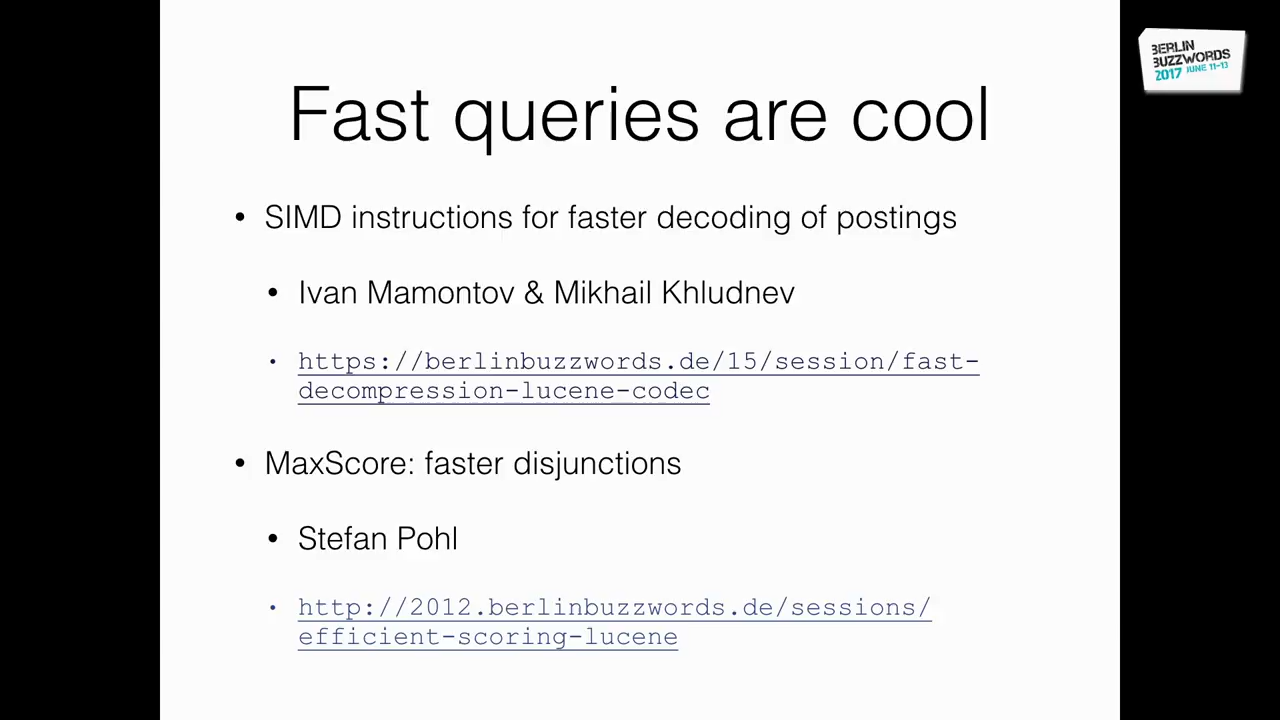 Fast queries are cool
BERLIN
BUZZWORDS
2017 JUNE 11-13
• SIMD instructions for faster decoding of postings
• Ivan Mamontov & Mikhail Khludnev
• https://berlinbuzzwords.de/15/session/fast-
decompression-lucene-codec
• MaxScore: faster disjunctions
• Stefan Pohl
• http://2012.berlinbuzzwords.de/sessions/
efficient-scoring-lucene